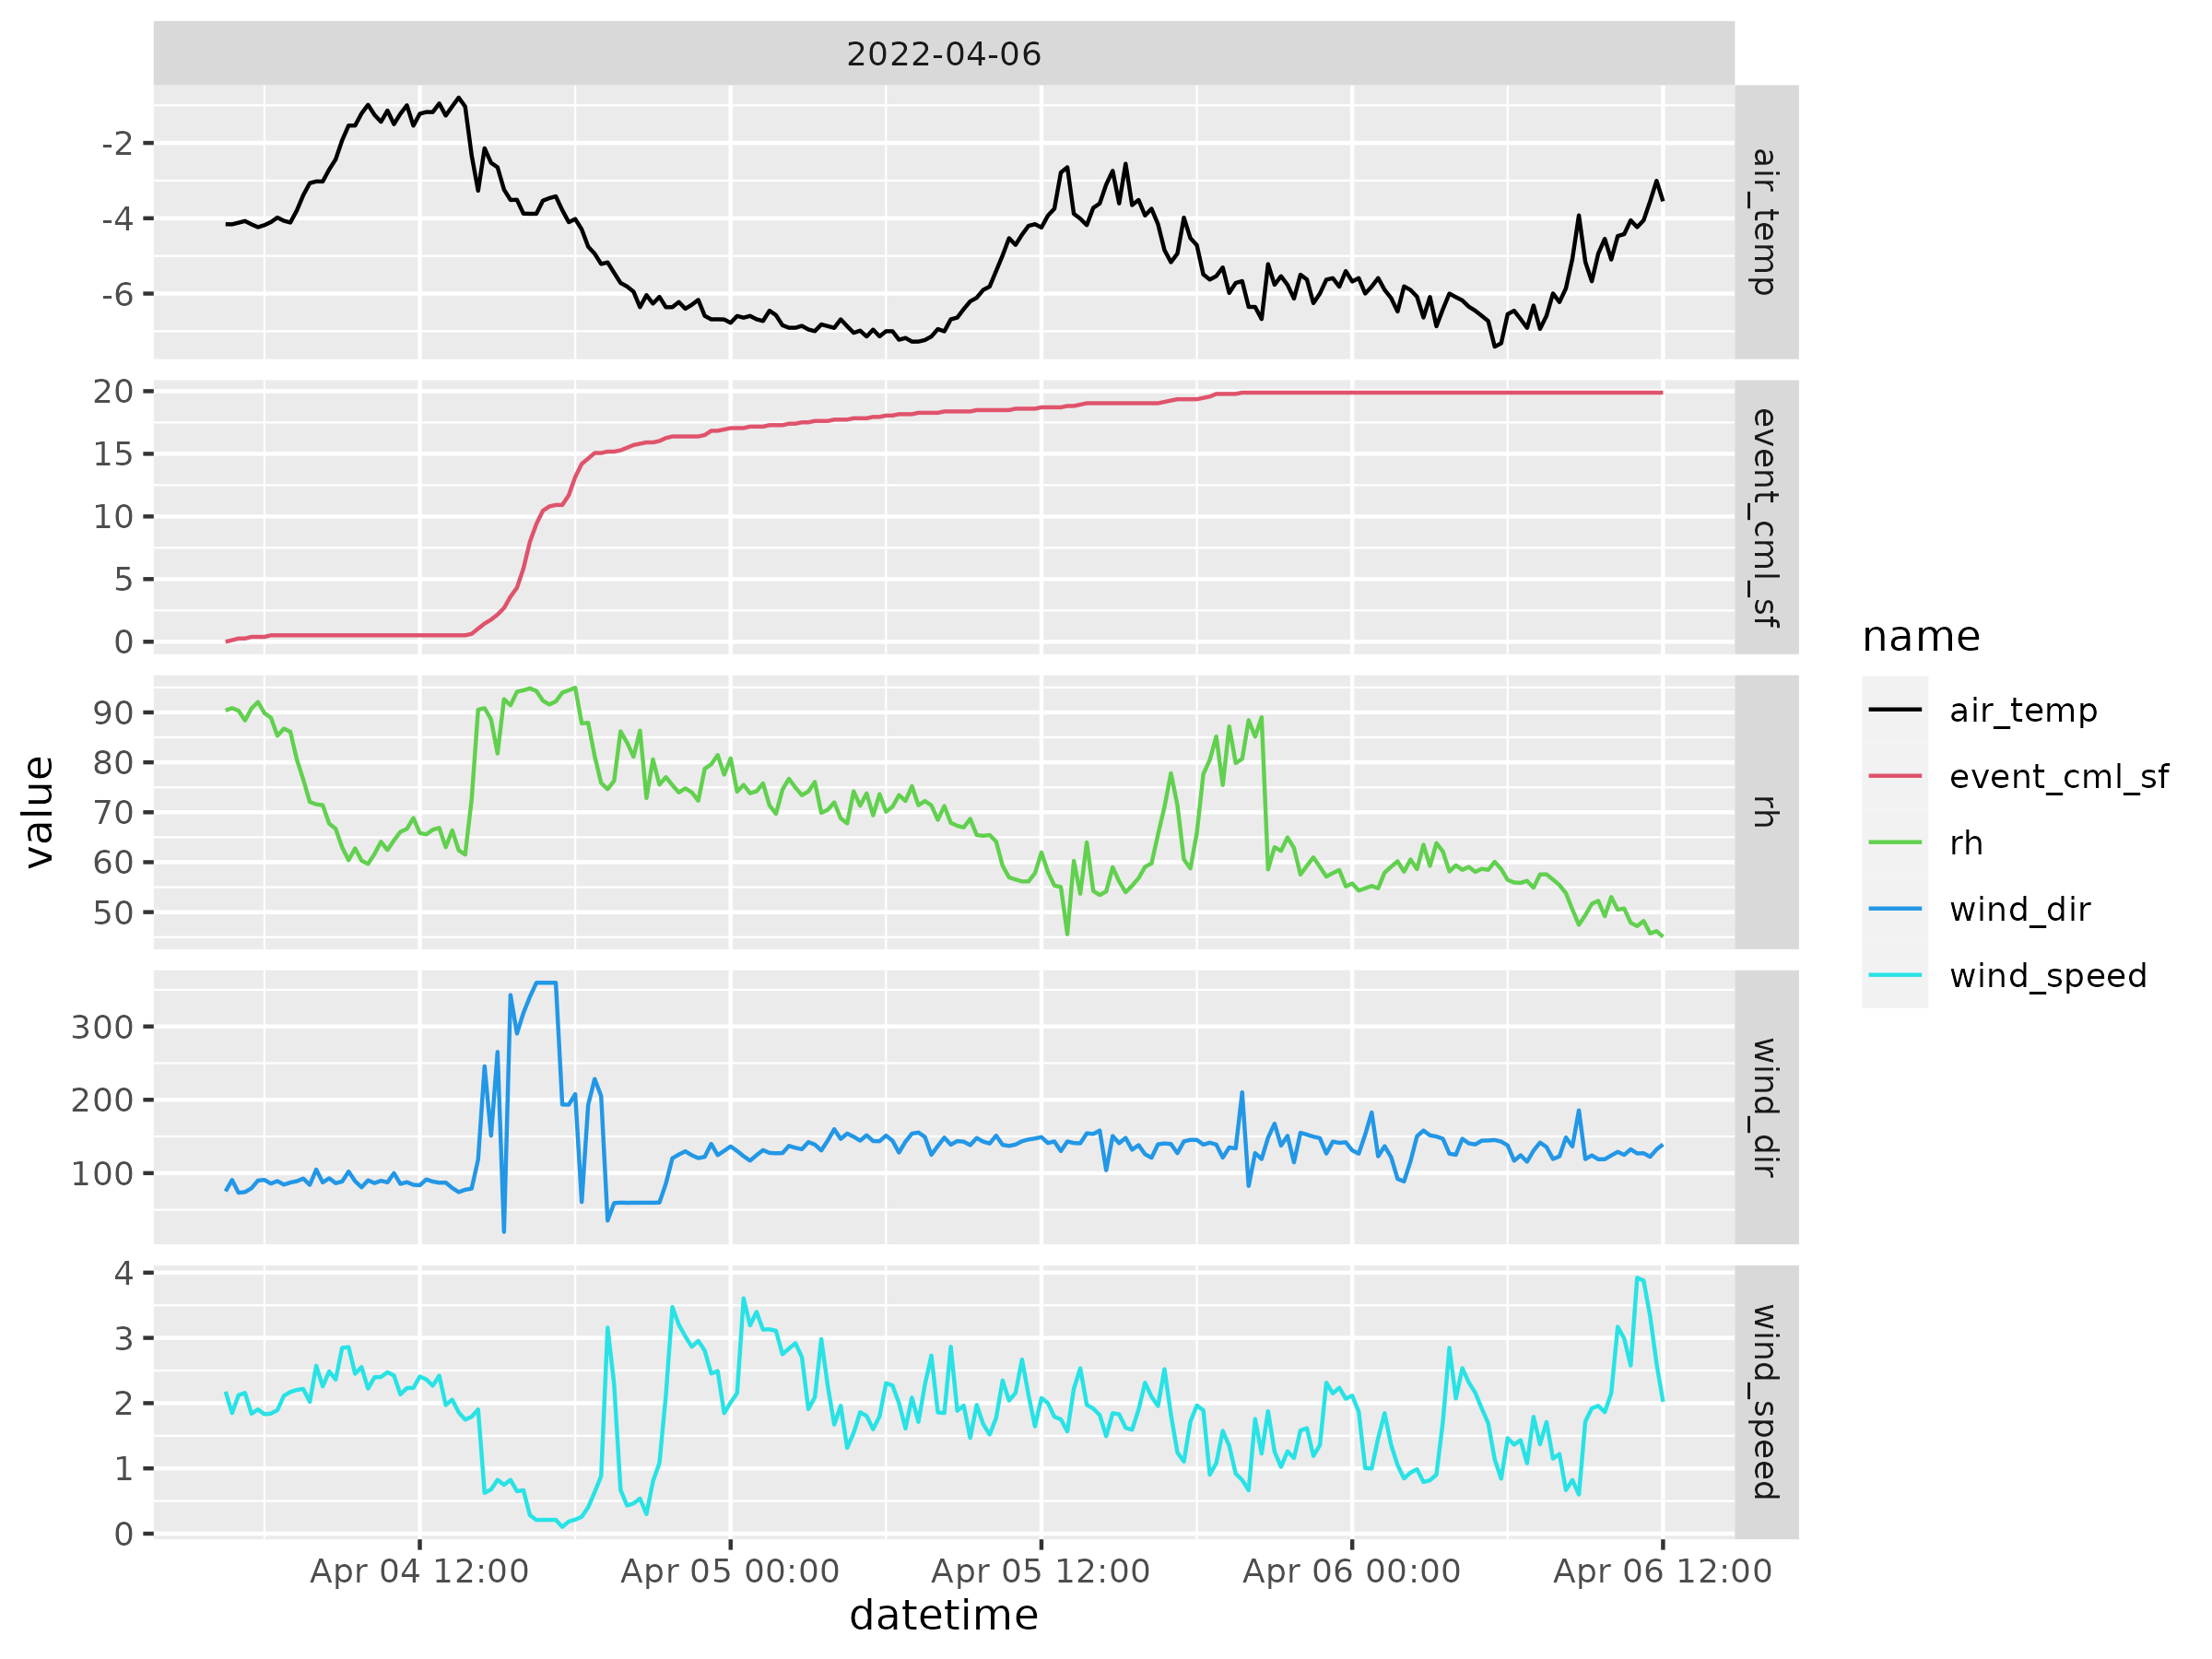 2022-04-06
-2
-4
-6
air_temp
20
15
10
5
0
event_cml_sf
90
80
70
60
50
rh
300
200
100
wind_dir
4
3
2
1
0
wind_speed
Apr 04 12:00
Apr 05 00:00
Apr 05 12:00
Apr 06 00:00
Apr 06 12:00
datetime
value
name
air_temp
event_cml_sf
rh
wind_dir
wind_speed